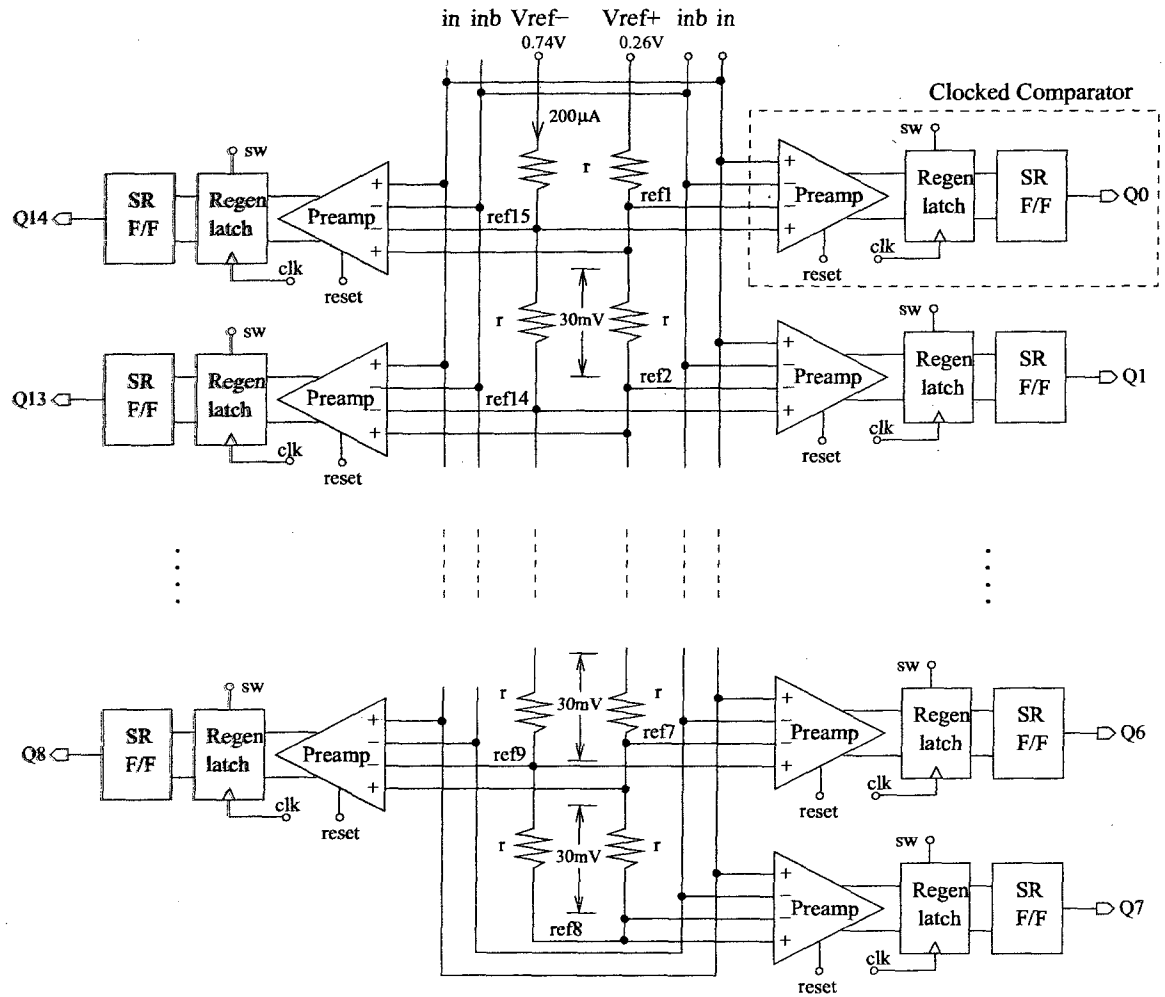 in inb Vref− Vref+ inb in
0.74V 0.26V
Clocked Comparator
200μA
sw sw
r
SR F/F Regen latch Preamp + − − + ref15 ref1 + − − + Preamp Regen latch SR F/F
Q14 Q0
clk reset reset clk
sw sw
r 30mV r
SR F/F Regen latch Preamp + − − + ref14 ref2 + − − + Preamp Regen latch SR F/F
Q13 Q1
clk reset reset clk
sw sw
r 30mV r
SR F/F Regen latch Preamp + − − + ref9 ref7 + − − + Preamp Regen latch SR F/F
Q8 Q6
clk reset reset clk
sw
r 30mV r
ref8 + − − + Preamp Regen latch SR F/F
Q7
clk reset